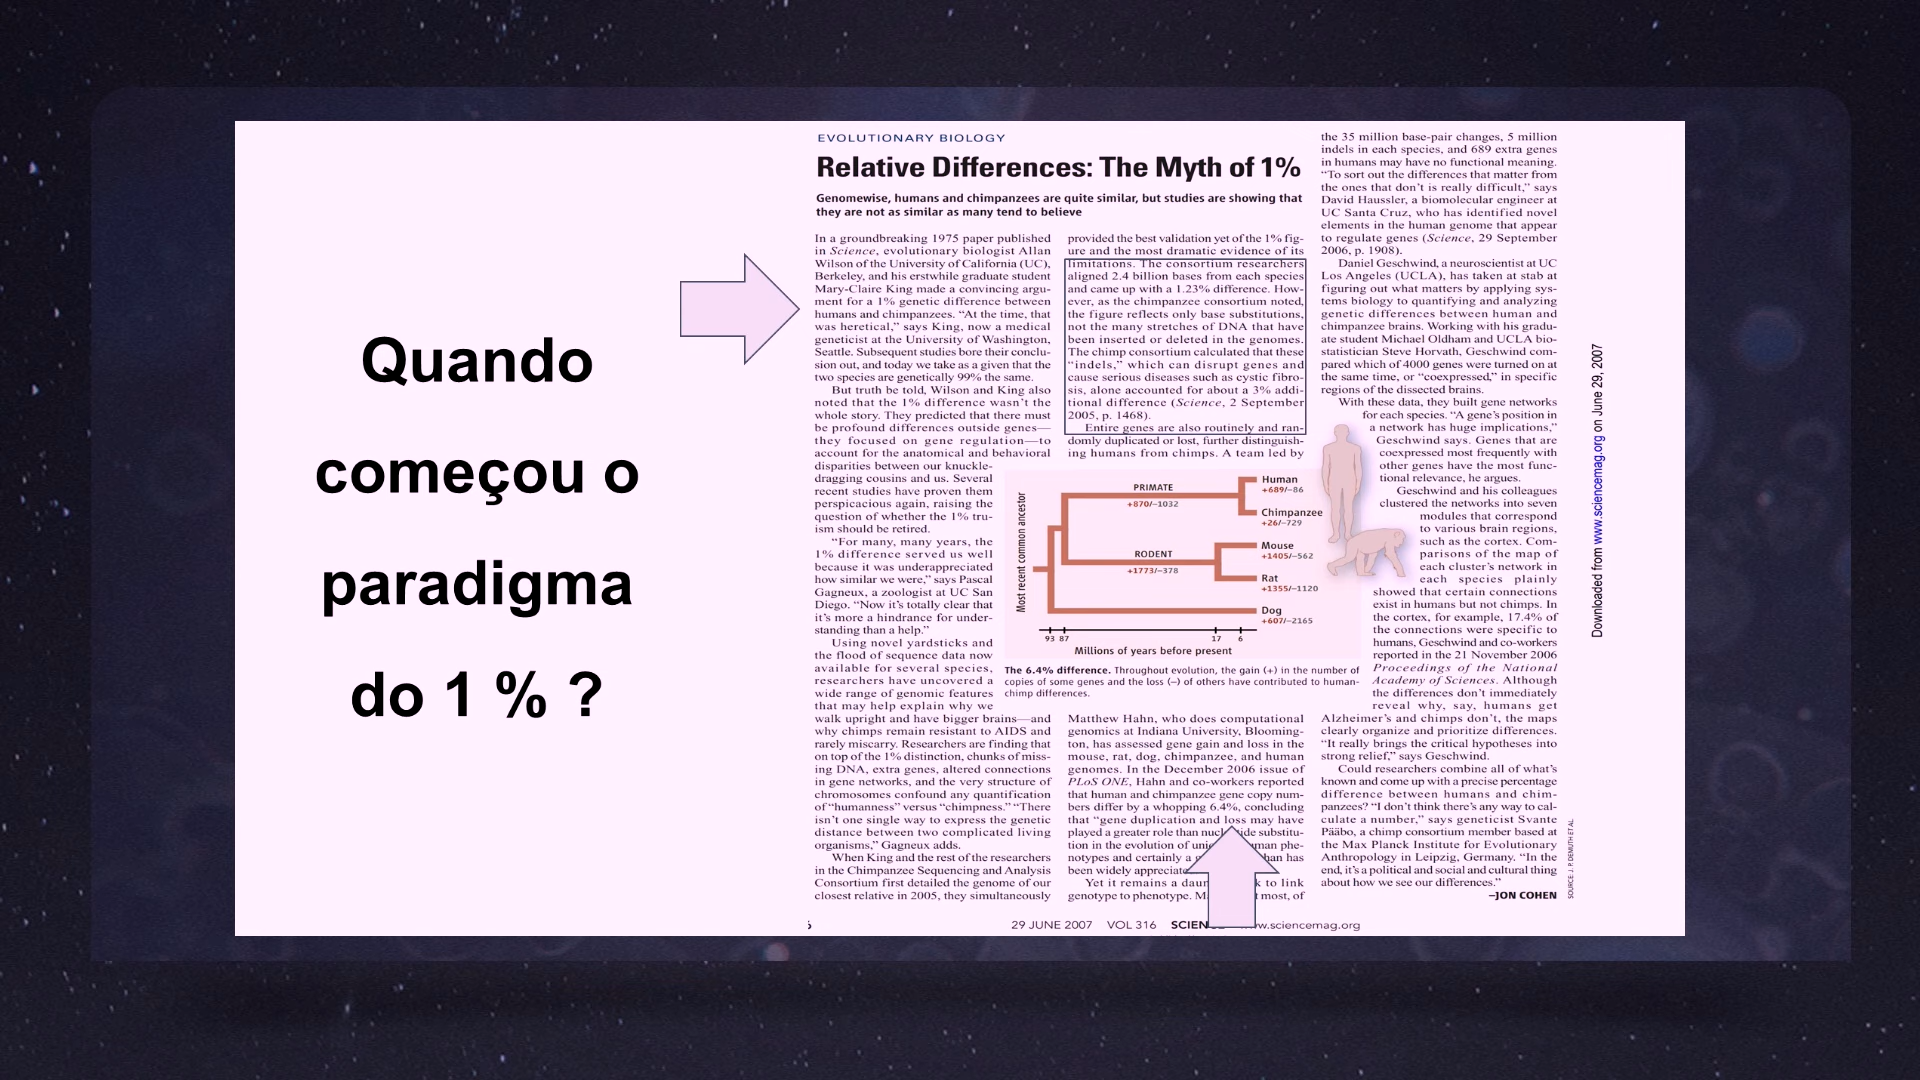 Quando
começou o
paradigma
do 1 % ?
EVOLUTIONARY BIOLOGY
Relative Differences: The Myth of 1%
Genomewise, humans and chimpanzees are quite similar, but studies are showing that
they are not as similar as many tend to believe
In a groundbreaking 1975 paper published
in Science, evolutionary biologist Allan
Wilson of the University of California (UC),
Berkeley, and his erstwhile graduate student
Mary-Claire King made a convincing argu-
ment for a 1% genetic difference between
humans and chimpanzees. “At the time, that
was heretical,” says King, now a medical
geneticist at the University of Washington,
Seattle. Subsequent studies bore their conclu-
sion out, and today we take as a given that the
two species are genetically 99% the same.
But truth be told, Wilson and King also
noted that the 1% difference wasn’t the
whole story. They predicted that there must
be profound differences outside genes—
they focused on gene regulation—to
account for the anatomical and behavioral
disparities between our knuckle-
dragging cousins and us. Several
recent studies have proven them
perspicacious again, raising the
question of whether the 1% tru-
ism should be retired.
“For many, many years, the
1% difference served us well
because it was underappreciated
how similar we were,” says Pascal
Gagneux, a zoologist at UC San
Diego. “Now it’s totally clear that
it’s more a hindrance for under-
standing than a help.”
Using novel yardsticks and
the flood of sequence data now
available for several species,
researchers have uncovered a
wide range of genomic features
that may help explain why we
walk upright and have bigger brains—and
why chimps remain resistant to AIDS and
rarely miscarry. Researchers are finding that
on top of the 1% distinction, chunks of miss-
ing DNA, extra genes, altered connections
in gene networks, and the very structure of
chromosomes confound any quantification
of “humanness” versus “chimpness.” “There
isn’t one single way to express the genetic
distance between two complicated living
organisms,” Gagneux adds.
When King and the rest of the researchers
in the Chimpanzee Sequencing and Analysis
Consortium first detailed the genome of our
closest relative in 2005, they simultaneously
provided the best validation yet of the 1% fig-
ure and the most dramatic evidence of its
limitations. The consortium researchers
aligned 2.4 billion bases from each species
and came up with a 1.23% difference. How-
ever, as the chimpanzee consortium noted,
the figure reflects only base substitutions,
not the many stretches of DNA that have
been inserted or deleted in the genomes.
The chimp consortium calculated that these
“indels,” which can disrupt genes and
cause serious diseases such as cystic fibro-
sis, alone accounted for about a 3% addi-
tional difference (Science, 2 September
2005, p. 1468).
Entire genes are also routinely and ran-
domly duplicated or lost, further distinguish-
ing humans from chimps. A team led by
Most recent common ancestor
PRIMATE
+870/–1032
RODENT
+1773/–378
Human
+689/–86
Chimpanzee
+26/–729
Mouse
+1405/–562
Rat
+1355/–1120
Dog
+607/–2165
93 87 17 6
Millions of years before present
The 6.4% difference. Throughout evolution, the gain (+) in the number of
copies of some genes and the loss (–) of others have contributed to human-
chimp differences.
Matthew Hahn, who does computational
genomics at Indiana University, Blooming-
ton, has assessed gene gain and loss in the
mouse, rat, dog, chimpanzee, and human
genomes. In the December 2006 issue of
PLoS ONE, Hahn and co-workers reported
that human and chimpanzee gene copy num-
bers differ by a whopping 6.4%, concluding
that “gene duplication and loss may have
played a greater role than substitu-
tion in the evolution of phe-
notypes and certainly a has
been widely
Yet it remains a to link
genotype to phenotype. most, of
the 35 million base-pair changes, 5 million
indels in each species, and 689 extra genes
in humans may have no functional meaning.
“To sort out the differences that matter from
the ones that don’t is really difficult,” says
David Haussler, a biomolecular engineer at
UC Santa Cruz, who has identified novel
elements in the human genome that appear
to regulate genes (Science, 29 September
2006, p. 1908).
Daniel Geschwind, a neuroscientist at UC
Los Angeles (UCLA), has taken at stab at
figuring out what matters by applying sys-
tems biology to quantifying and analyzing
genetic differences between human and
chimpanzee brains. Working with his gradu-
ate student Michael Oldham and UCLA bio-
statistician Steve Horvath, Geschwind com-
pared which of 4000 genes were turned on at
the same time, or “coexpressed,” in specific
regions of the dissected brains.
With these data, they built gene networks
for each species. “A gene’s position in
a network has huge implications,”
Geschwind says. Genes that are
coexpressed most frequently with
other genes have the most func-
tional relevance, he argues.
Geschwind and his colleagues
clustered the networks into seven
modules that correspond
to various brain regions,
such as the cortex. Com-
parisons of the map of
each cluster’s network in
each species plainly
showed that certain connections
exist in humans but not chimps. In
the cortex, for example, 17.4% of
the connections were specific to
humans, Geschwind and co-workers
reported in the 21 November 2006
Proceedings of the National
Academy of Sciences. Although
the differences don’t immediately
reveal why, say, humans get
Alzheimer’s and chimps don’t, the maps
clearly organize and prioritize differences.
“It really brings the critical hypotheses into
strong relief,” says Geschwind.
Could researchers combine all of what’s
known and come up with a precise percentage
difference between humans and chim-
panzees? “I don’t think there’s any way to cal-
culate a number,” says geneticist Svante
Pääbo, a chimp consortium member based at
the Max Planck Institute for Evolutionary
Anthropology in Leipzig, Germany. “In the
end, it’s a political and social and cultural thing
about how we see our differences.”
–JON COHEN
SOURCE: J. P. DEMUTH ET AL.
Downloaded from www.sciencemag.org on June 29, 2007
29 JUNE 2007 VOL 316 www.sciencemag.org